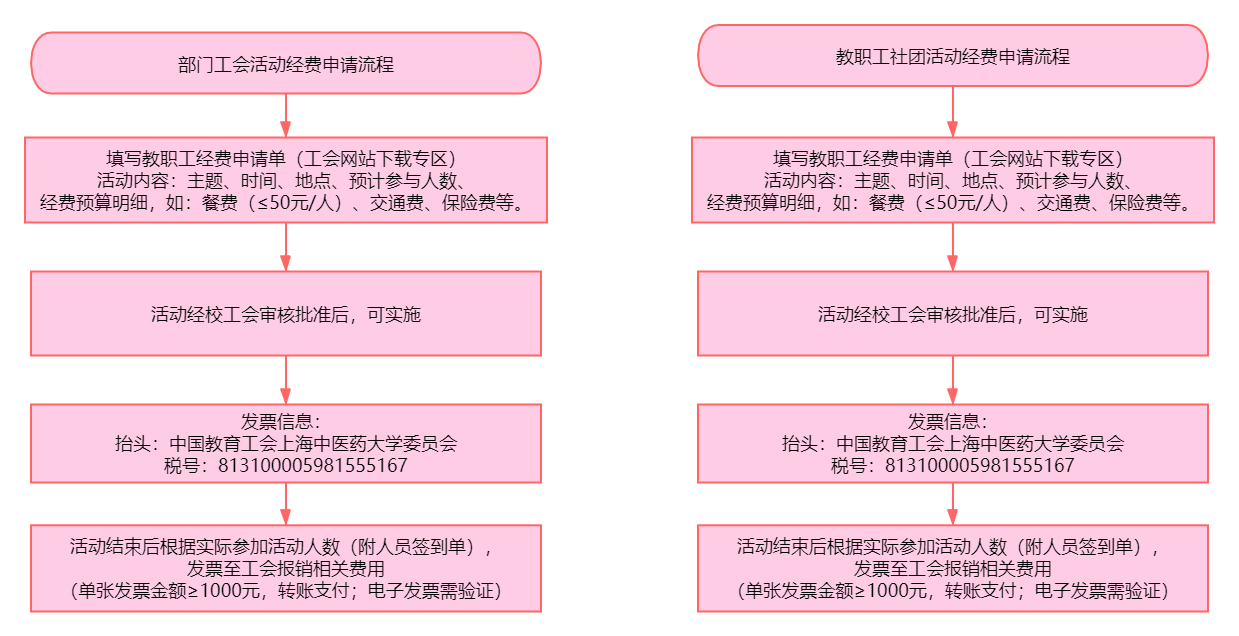 部门工会活动经费申请流程
填写教职工经费申请单（工会网站下载专区）
活动内容：主题、时间、地点、预计参与人数、
经费预算明细，如：餐费（≤50元/人）、交通费、保险费等。
活动经校工会审核批准后，可实施
发票信息：
抬头：中国教育工会上海中医药大学委员会
税号：813100005981555167
活动结束后根据实际参加活动人数（附人员签到单），
发票至工会报销相关费用
（单张发票金额≥1000元，转账支付；电子发票需验证）
教职工社团活动经费申请流程
填写教职工经费申请单（工会网站下载专区）
活动内容：主题、时间、地点、预计参与人数、
经费预算明细，如：餐费（≤50元/人）、交通费、保险费等。
活动经校工会审核批准后，可实施
发票信息：
抬头：中国教育工会上海中医药大学委员会
税号：813100005981555167
活动结束后根据实际参加活动人数（附人员签到单），
发票至工会报销相关费用
（单张发票金额≥1000元，转账支付；电子发票需验证）